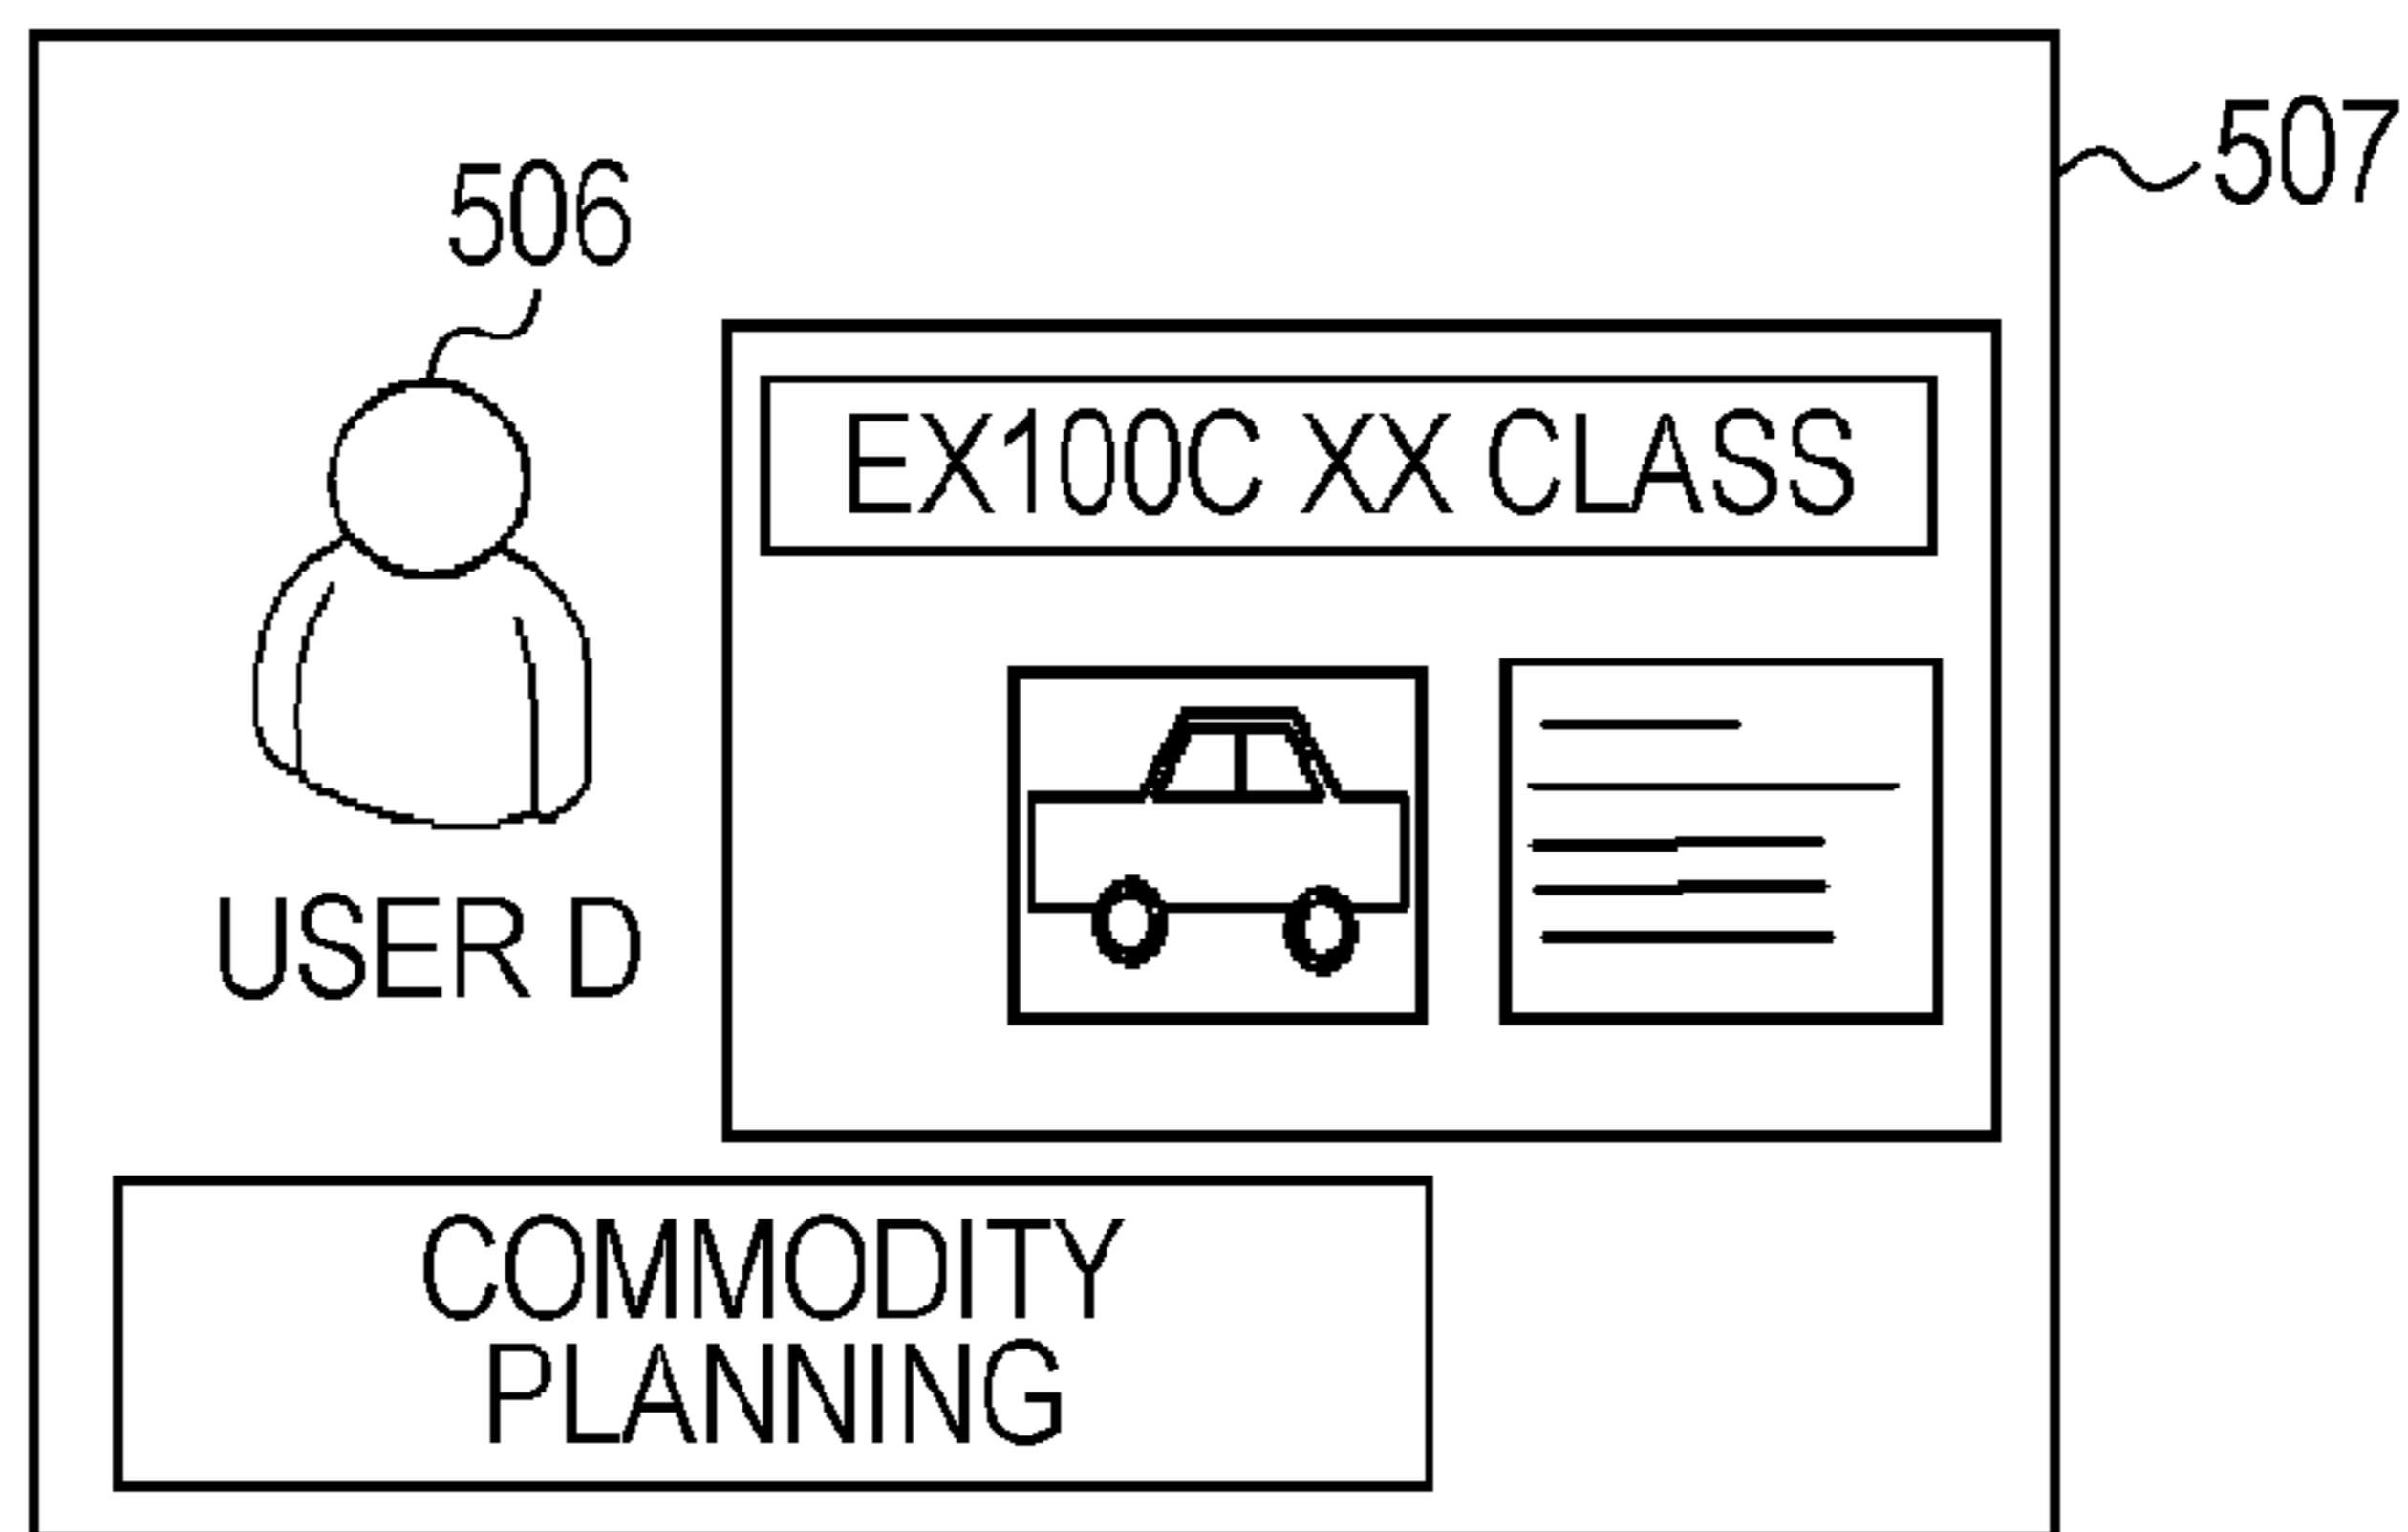 507
506
EX100C XX CLASS
USER D
COMMODITY
PLANNING